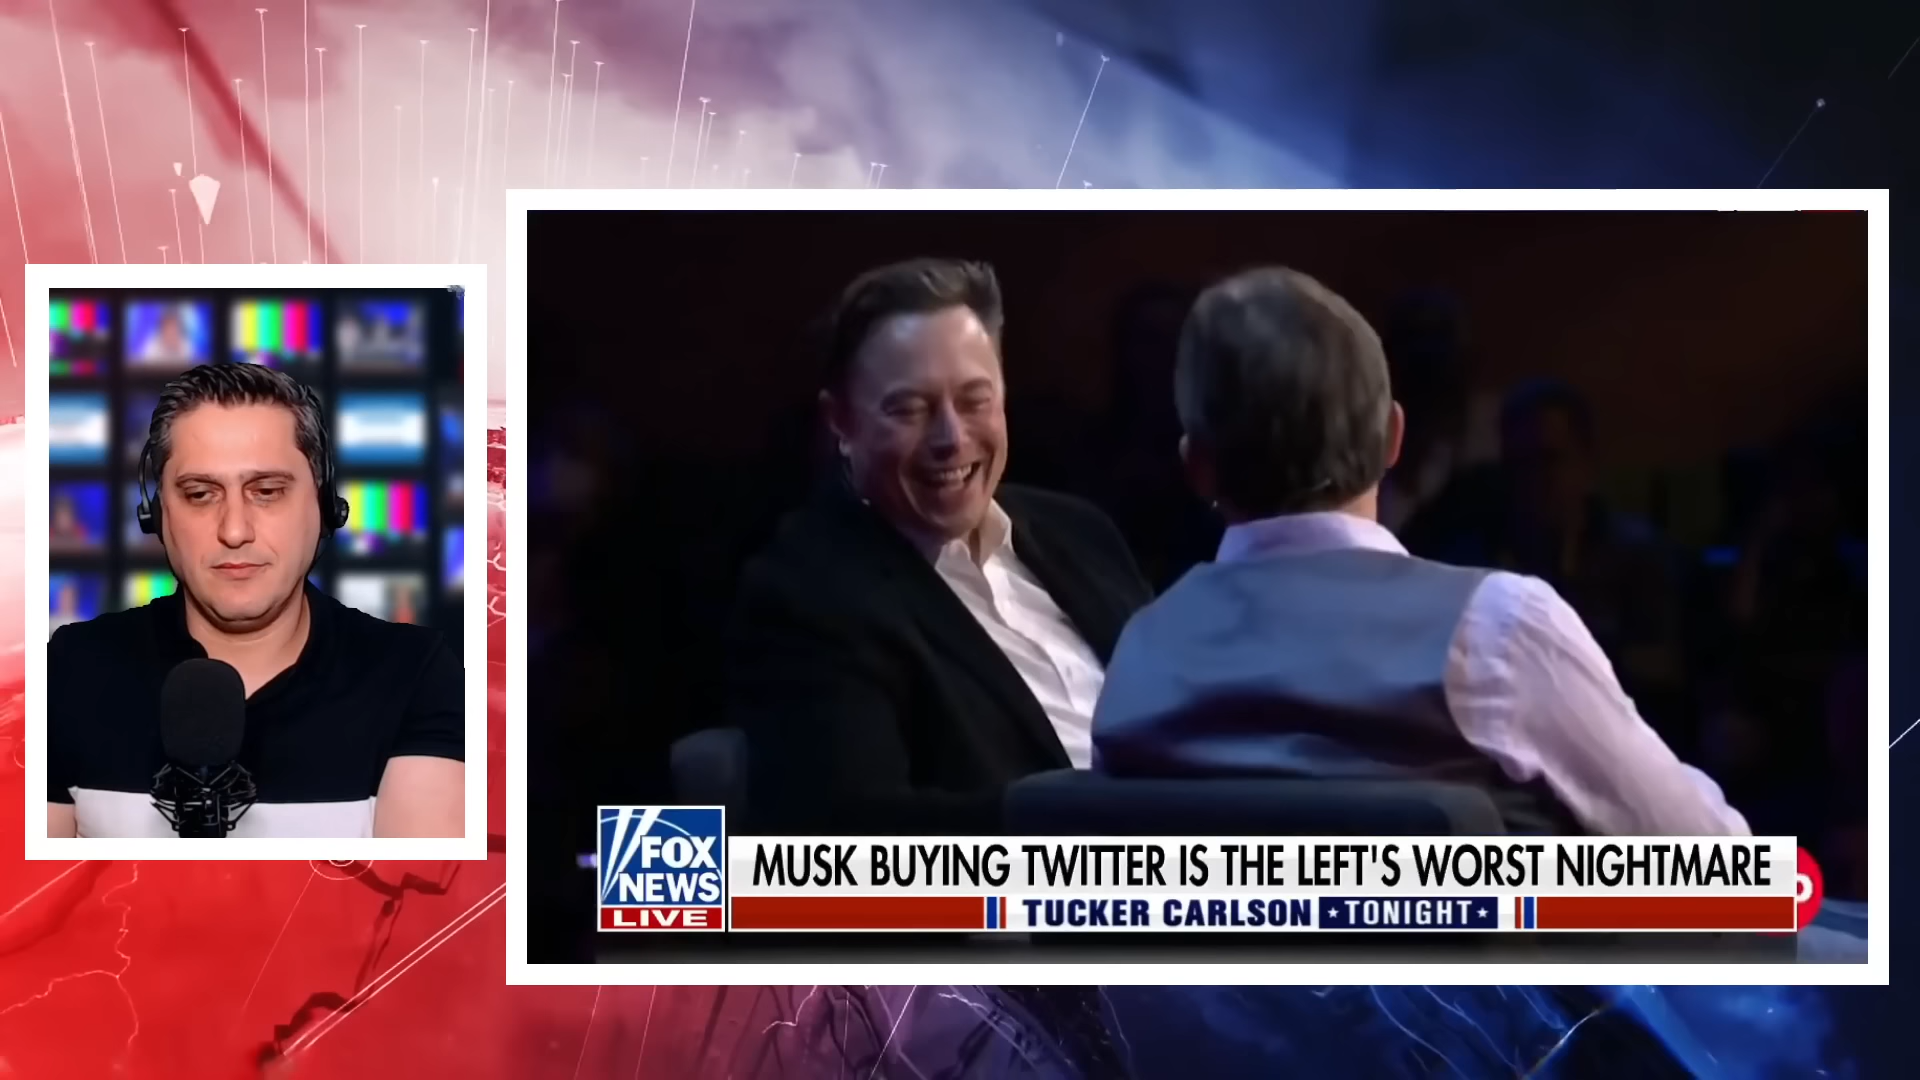 FOX
NEWS
LIVE
MUSK BUYING TWITTER IS THE LEFT'S WORST NIGHTMARE
TUCKER CARLSON TONIGHT